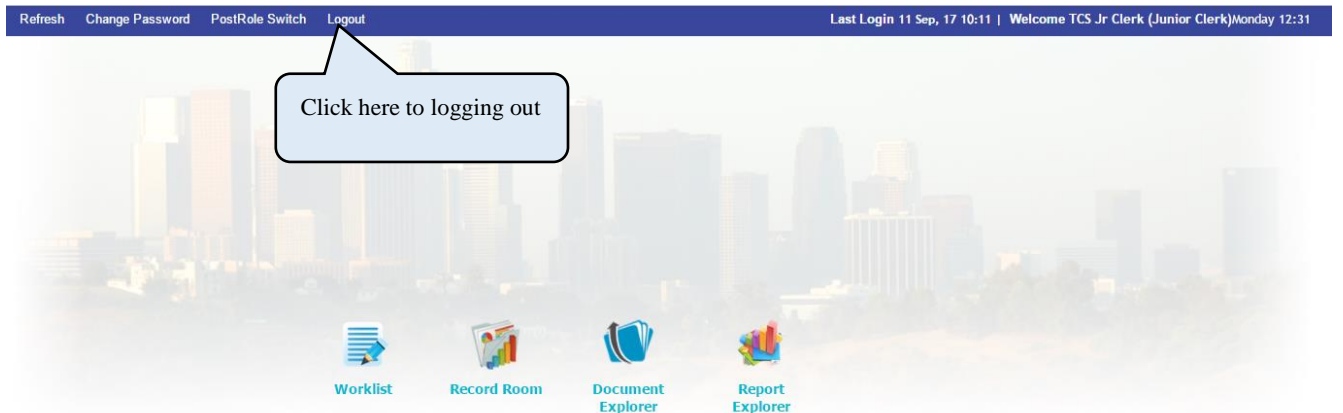 Refresh Change Password PostRole Switch Logout Last Login 11 Sep, 17 10:11 | Welcome TCS Jr Clerk (Junior Clerk)Monday 12:31
Click here to logging out
Worklist Record Room Document Report
Explorer Explorer